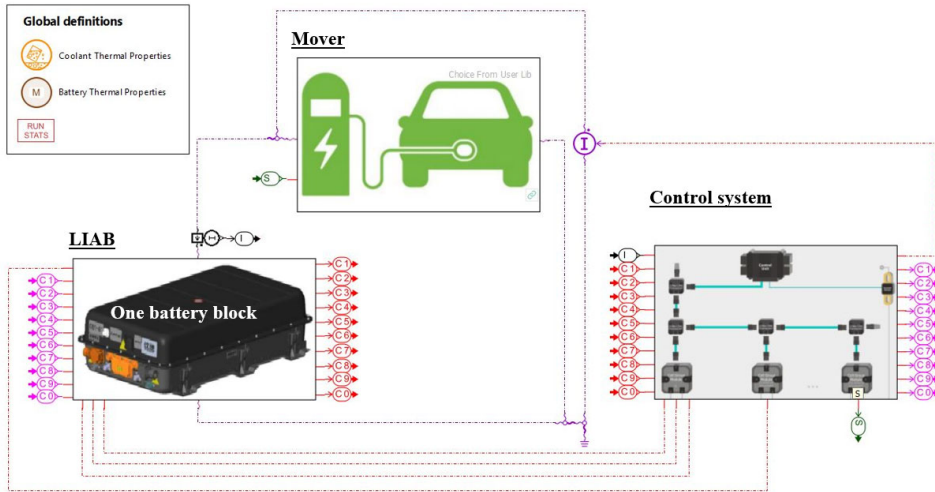 Global definitions
Coolant Thermal Properties
M
Battery Thermal Properties
RUN
STATS
Mover
Choice From User Lib
S
I
Control system
LIAB
I
One battery block
C1
C2
C3
C4
C5
C6
C7
C8
C9
C0
C1
C2
C3
C4
C5
C6
C7
C8
C9
C0
I
C1
C2
C3
C4
C5
C6
C7
C8
C9
C0
Control
Unit
...
S
C1
C2
C3
C4
C5
C6
C7
C8
C9
C0
S